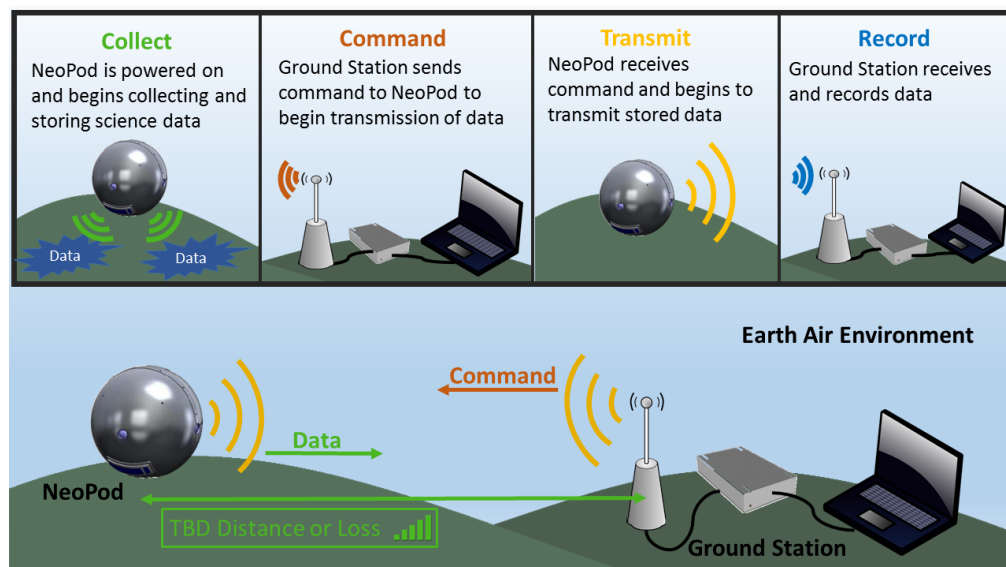 Collect
NeoPod is powered on
and begins collecting and
storing science data
Data
Data
Command
Ground Station sends
command to NeoPod to
begin transmission of data
Transmit
NeoPod receives
command and begins to
transmit stored data
Record
Ground Station receives
and records data
Earth Air Environment
Command
Data
NeoPod
TBD Distance or Loss
Ground Station